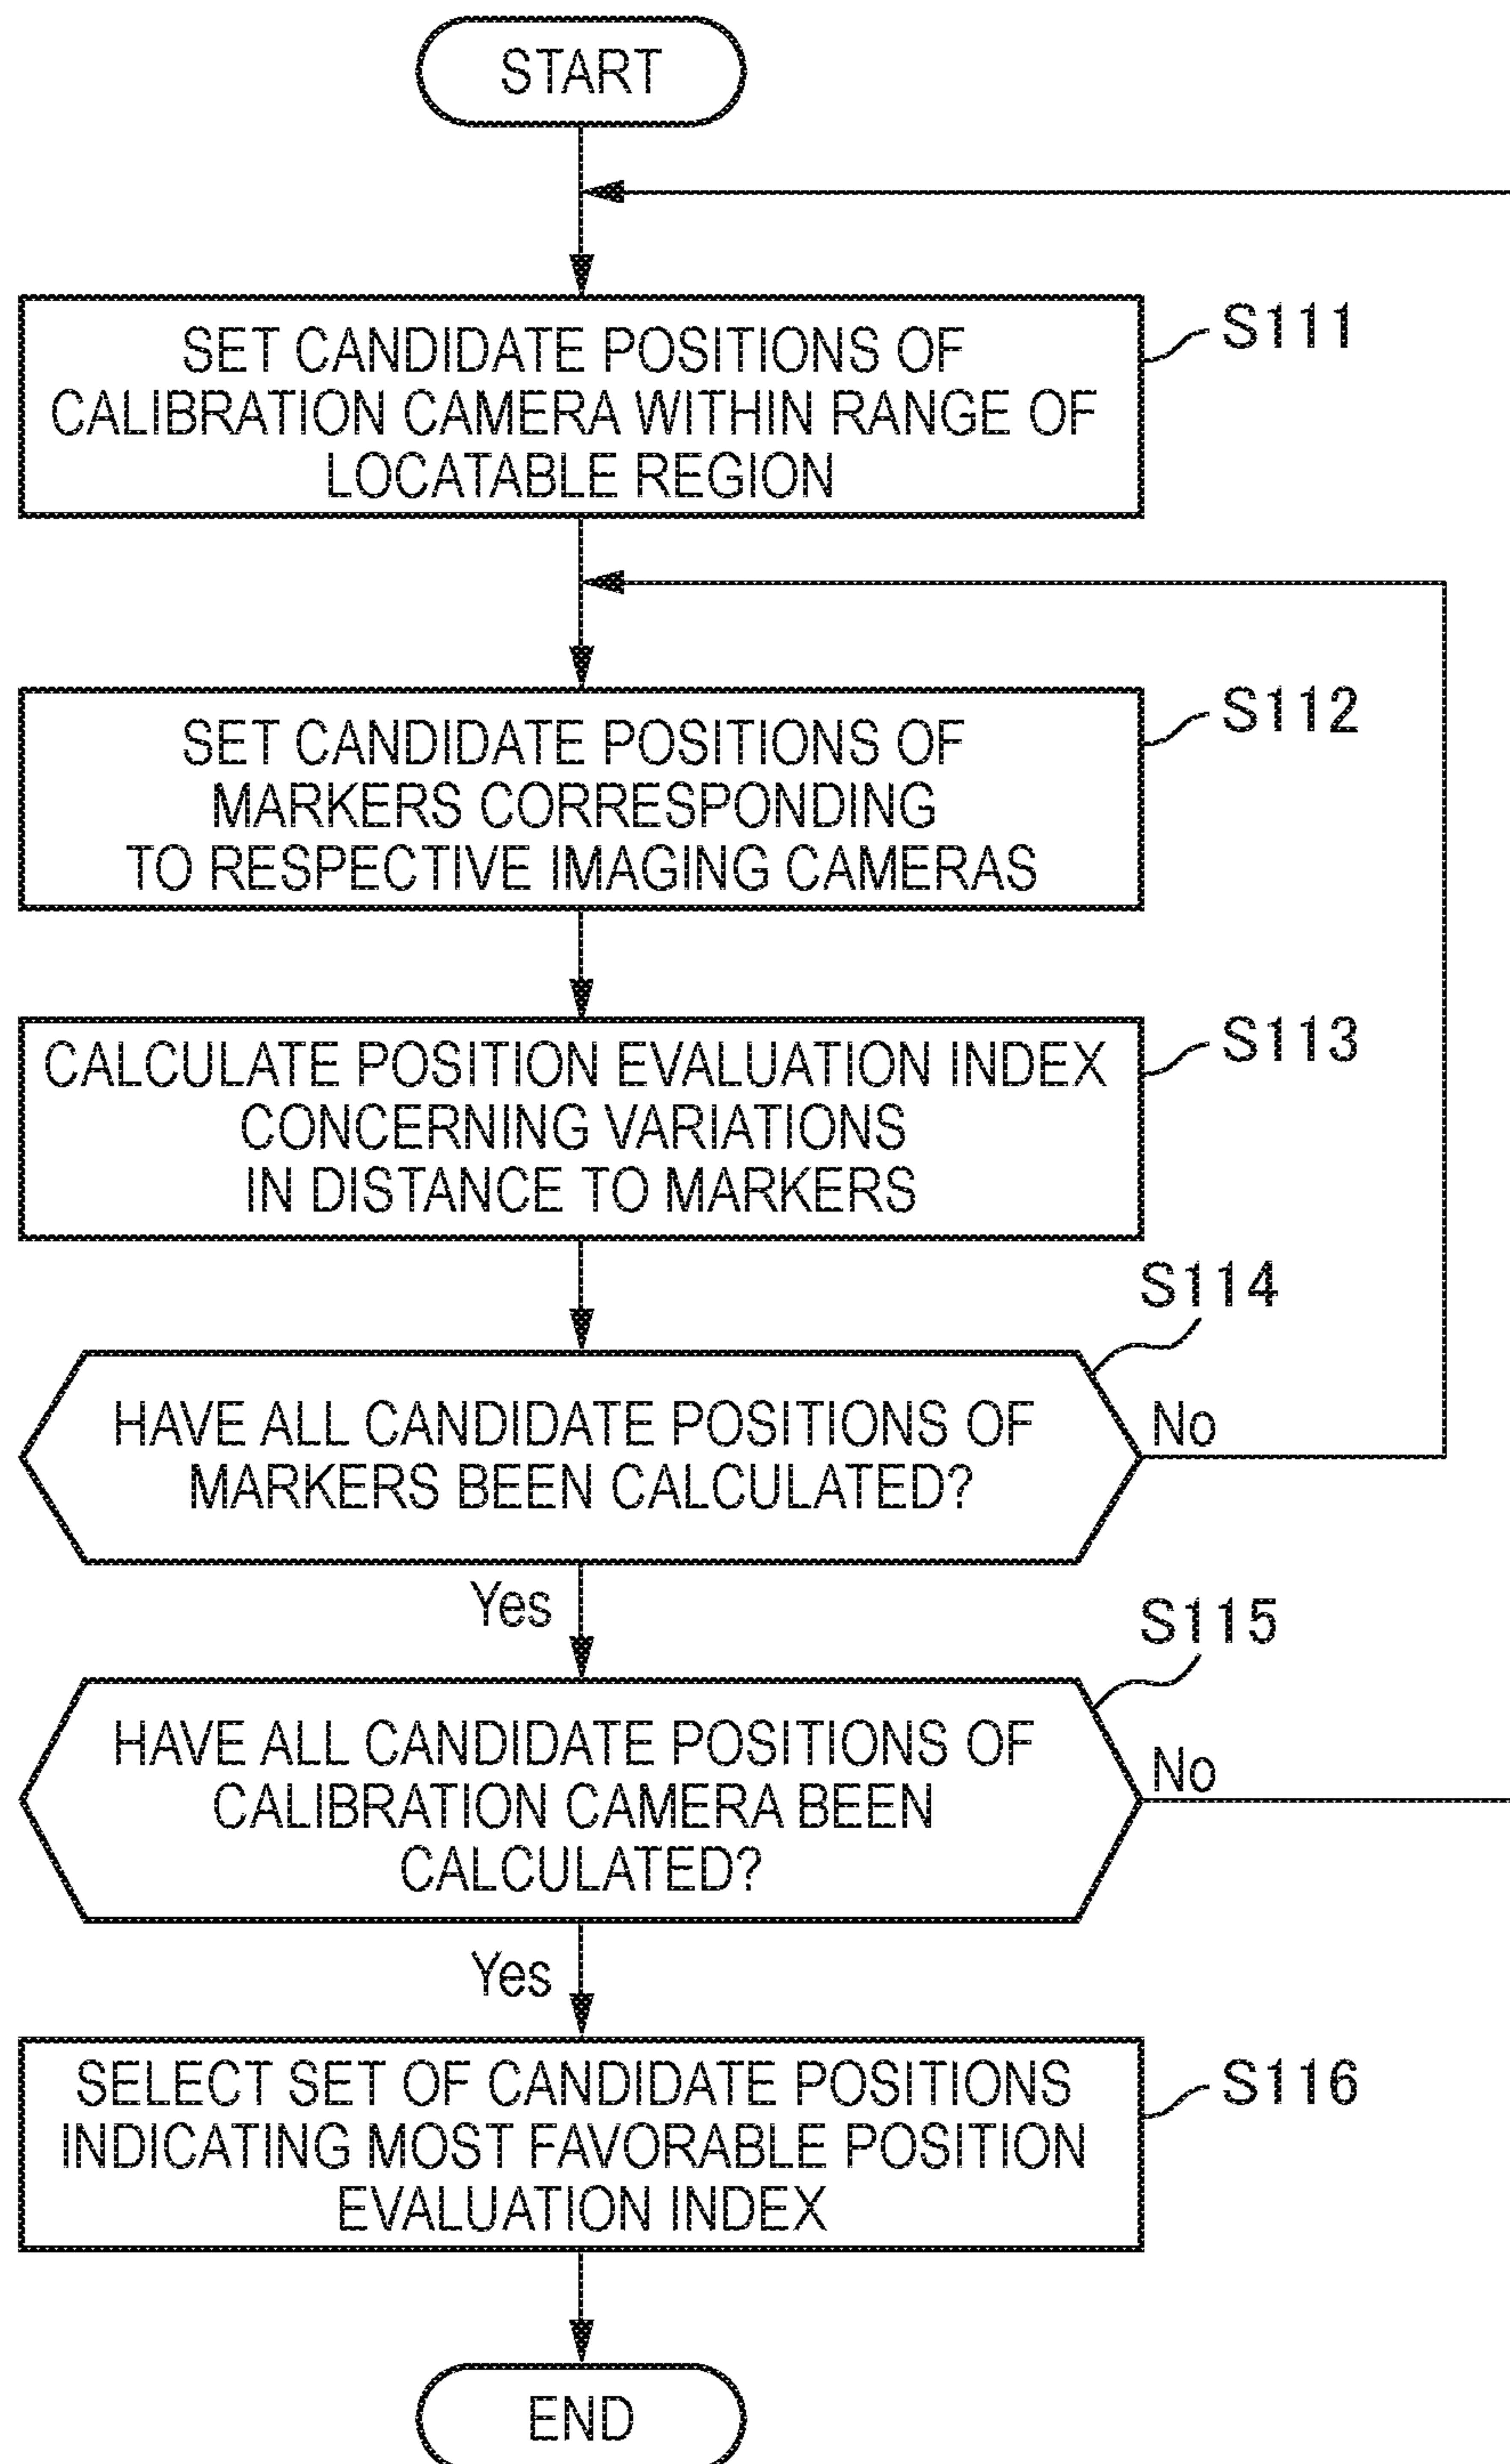 START
SET CANDIDATE POSITIONS OF
CALIBRATION CAMERA WITHIN RANGE OF
LOCATABLE REGION
S111
SET CANDIDATE POSITIONS OF
MARKERS CORRESPONDING
TO RESPECTIVE IMAGING CAMERAS
S112
CALCULATE POSITION EVALUATION INDEX
CONCERNING VARIATIONS
IN DISTANCE TO MARKERS
S113
HAVE ALL CANDIDATE POSITIONS OF
MARKERS BEEN CALCULATED?
S114
No
Yes
HAVE ALL CANDIDATE POSITIONS OF
CALIBRATION CAMERA BEEN
CALCULATED?
S115
No
Yes
SELECT SET OF CANDIDATE POSITIONS
INDICATING MOST FAVORABLE POSITION
EVALUATION INDEX
S116
END